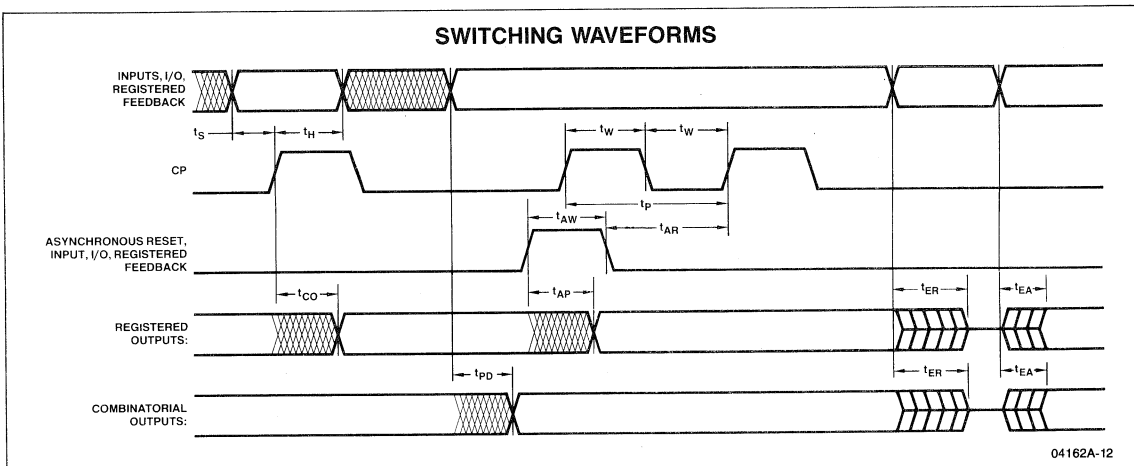 SWITCHING WAVEFORMS
INPUTS, I/O,
REGISTERED
FEEDBACK
tS
tH
tW
tW
CP
tP
tAW
tAR
ASYNCHRONOUS RESET,
INPUT, I/O, REGISTERED
FEEDBACK
tCO
tAP
tER
tEA
REGISTERED
OUTPUTS:
tPD
tER
tEA
COMBINATORIAL
OUTPUTS:
04162A-12